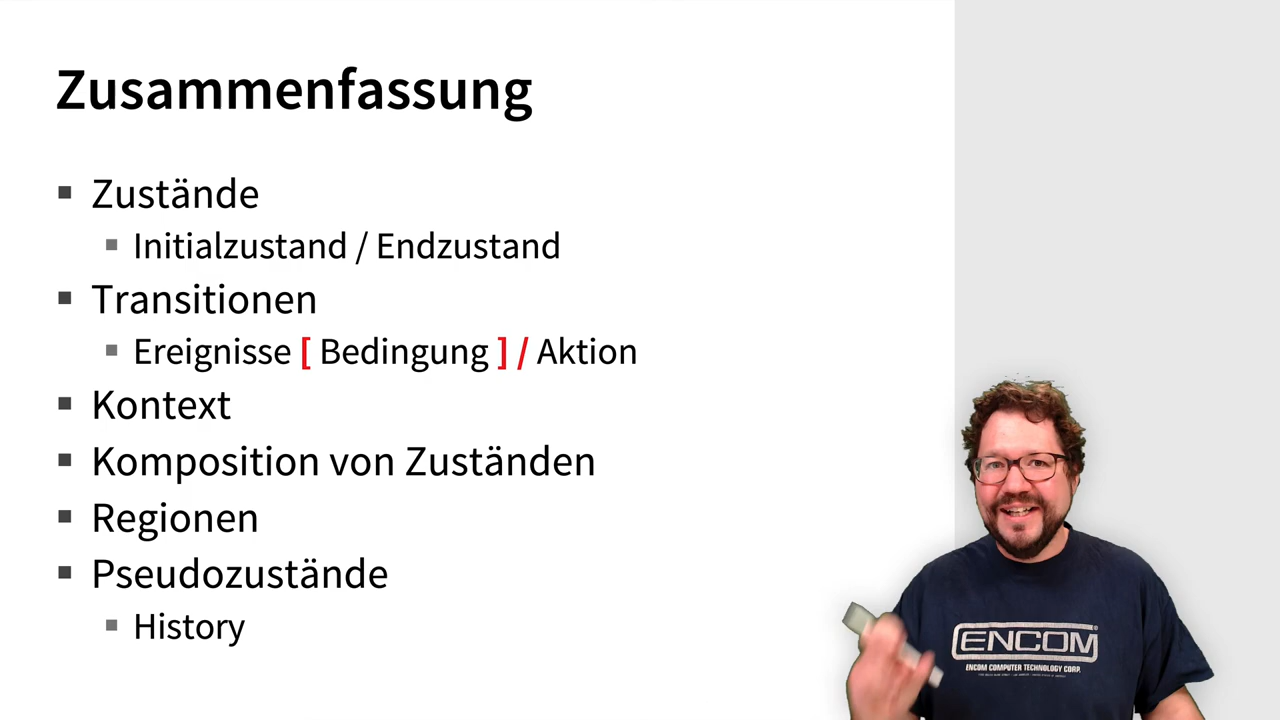 Zusammenfassung
Zustände
Initialzustand / Endzustand
Transitionen
Ereignisse [ Bedingung ] / Aktion
Kontext
Komposition von Zuständen
Regionen
Pseudozustände
History
ENCOM
ENCOM COMPUTER TECHNOLOGY CORP.